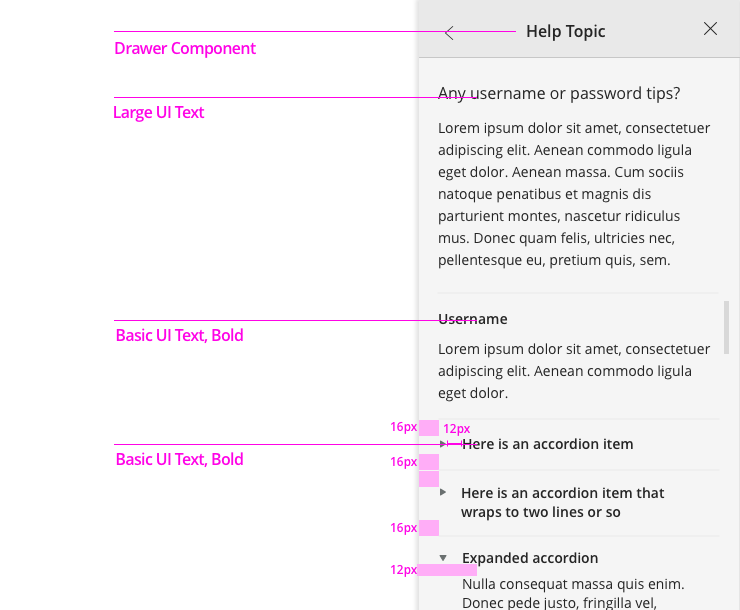 Help Topic
Drawer Component
Any username or password tips?
Large UI Text
Lorem ipsum dolor sit amet, consectetuer
adipiscing elit. Aenean commodo ligula
eget dolor. Aenean massa. Cum sociis
natoque penatibus et magnis dis
parturient montes, nascetur ridiculus
mus. Donec quam felis, ultricies nec,
pellentesque eu, pretium quis, sem.
Username
Basic UI Text, Bold
Lorem ipsum dolor sit amet, consectetuer
adipiscing elit. Aenean commodo ligula
eget dolor.
16px 12px
Here is an accordion item
Basic UI Text, Bold
16px
Here is an accordion item that
wraps to two lines or so
16px
Expanded accordion
12px
Nulla consequat massa quis enim.
Donec pede justo, fringilla vel,